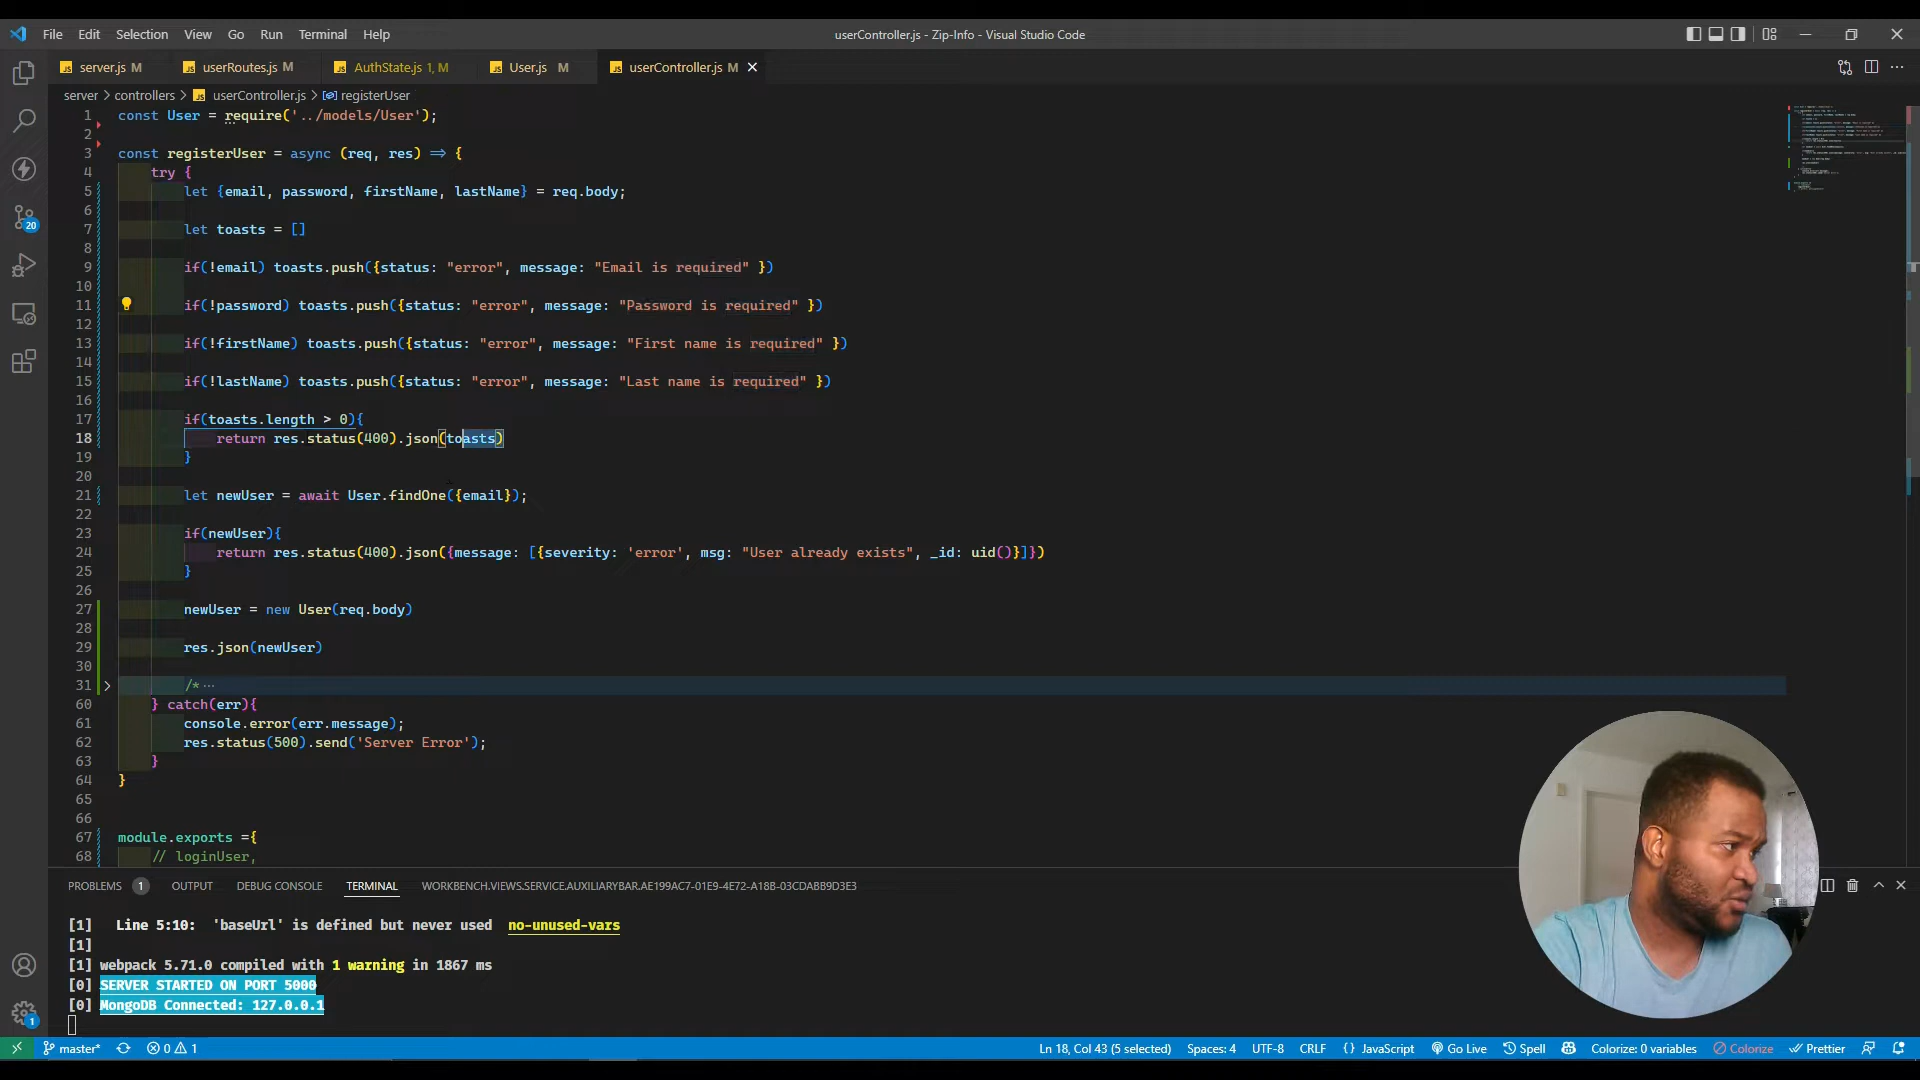 File Edit Selection View Go Run Terminal Help
userController.js - Zip-Info - Visual Studio Code
server.js M
userRoutes.js M
AuthState.js 1, M
User.js M
userController.js M
server > controllers > userController.js > registerUser
1 const User = require('../models/User');
2
3 const registerUser = async (req, res) => {
4 try {
5 let {email, password, firstName, lastName} = req.body;
6
7 let toasts = []
8
9 if(!email) toasts.push({status: "error", message: "Email is required" })
10
11 if(!password) toasts.push({status: "error", message: "Password is required" })
12
13 if(!firstName) toasts.push({status: "error", message: "First name is required" })
14
15 if(!lastName) toasts.push({status: "error", message: "Last name is required" })
16
17 if(toasts.length > 0){
18 return res.status(400).json(toasts)
19 }
20
21 let newUser = await User.findOne({email});
22
23 if(newUser){
24 return res.status(400).json({message: [{severity: 'error', msg: "User already exists", _id: uid()}]})
25 }
26
27 newUser = new User(req.body)
28
29 res.json(newUser)
30
31 /* ···
60 } catch(err){
61 console.error(err.message);
62 res.status(500).send('Server Error');
63 }
64 }
65
66
67 module.exports ={
68 // loginUser,
20
1
PROBLEMS 1 OUTPUT DEBUG CONSOLE TERMINAL WORKBENCH.VIEWS.SERVICE.AUXILIARYBAR.AE199AC7-01E9-4E72-A18B-03CDABB9D3E3
[1] Line 5:10: 'baseUrl' is defined but never used no-unused-vars
[1]
[1] webpack 5.71.0 compiled with 1 warning in 1867 ms
[0] SERVER STARTED ON PORT 5000
[0] MongoDB Connected: 127.0.0.1
master* 0 1 Ln 18, Col 43 (5 selected) Spaces: 4 UTF-8 CRLF {} JavaScript Go Live Spell Colorize: 0 variables Colorize Prettier